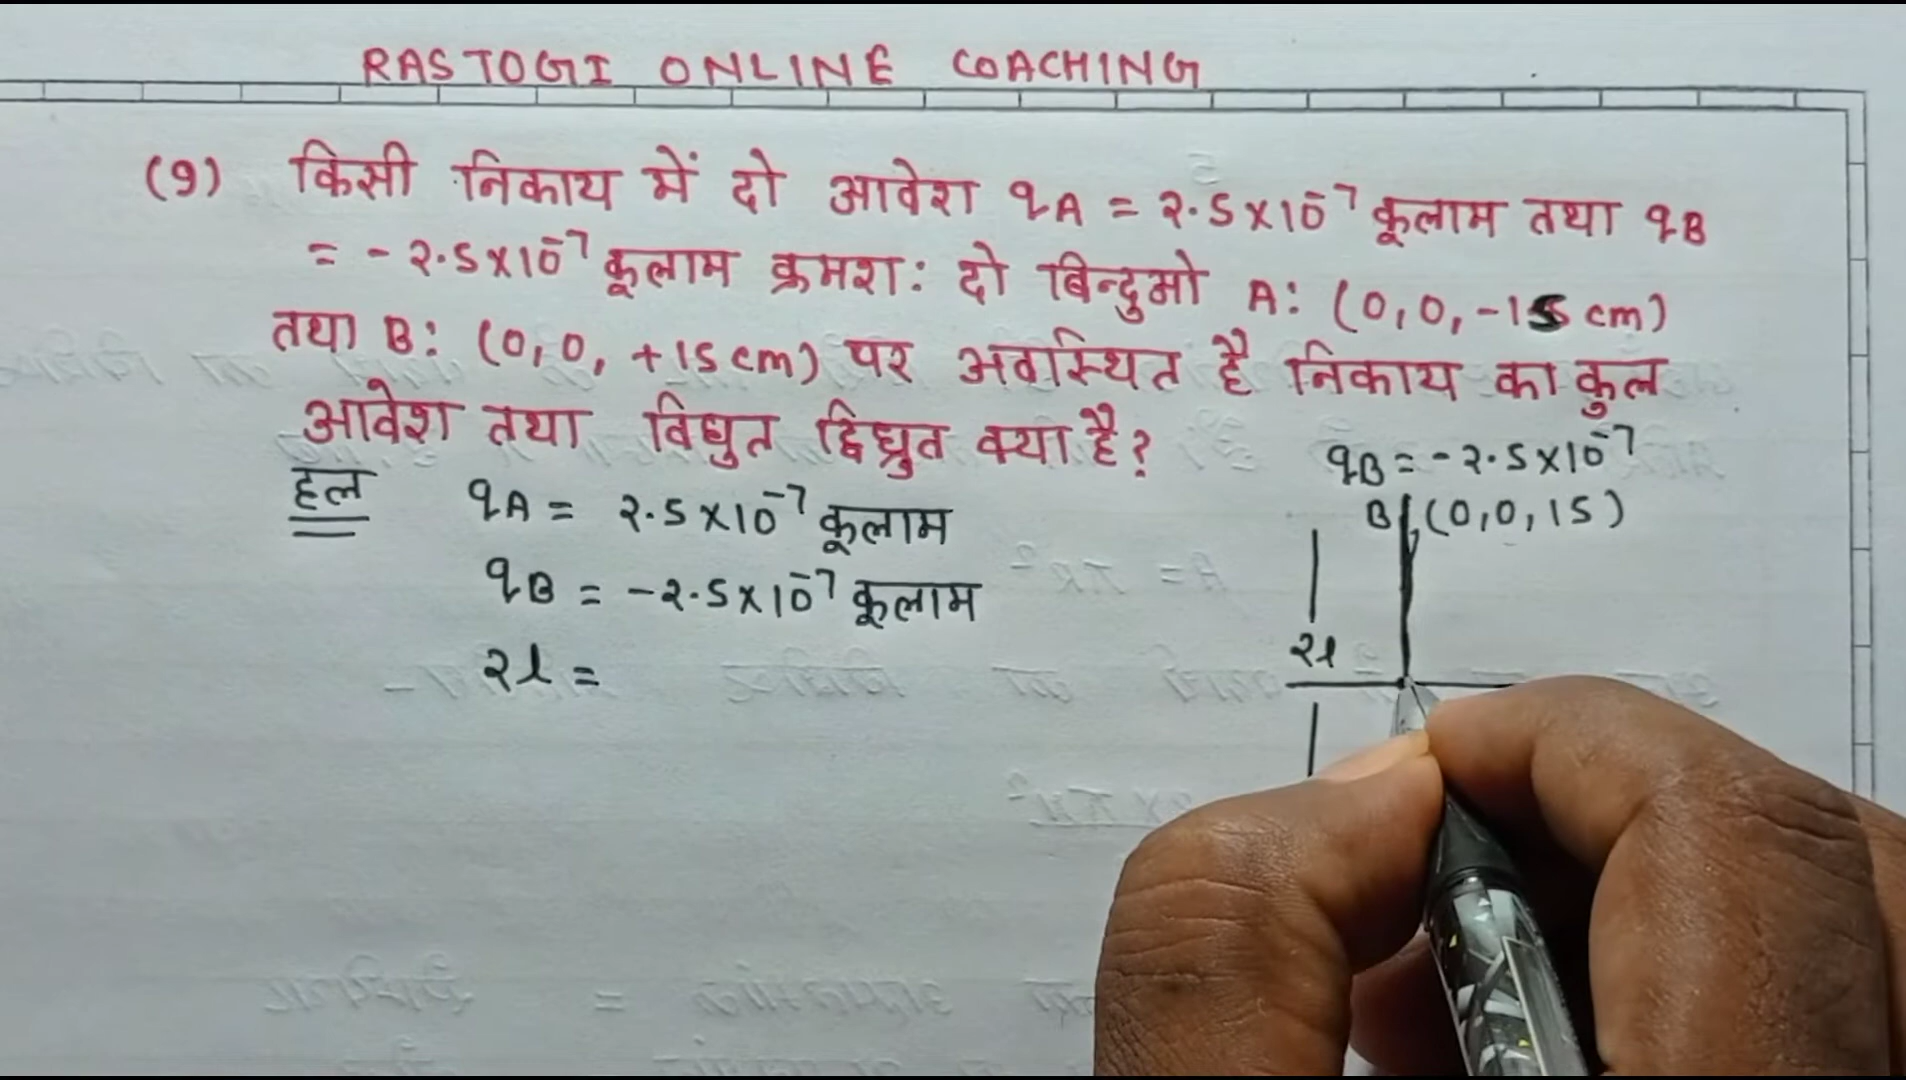 RASTOGI ONLINE COACHING
(9) किसी निकाय में दो आवेश qA = 2.5×10⁻⁷ कूलाम तथा qB
= -2.5×10⁻⁷ कूलाम क्रमश: दो बिन्दुओ A: (0,0,-15 cm)
तथा B: (0,0, +15 cm) पर अवस्थित है निकाय का कुल
आवेश तथा विधुत द्विध्रुत क्या है?
हल qA = 2.5×10⁻⁷ कूलाम
qB = -2.5×10⁻⁷ कूलाम
2l =
qB = -2.5×10⁻⁷
B (0,0,15)
2l